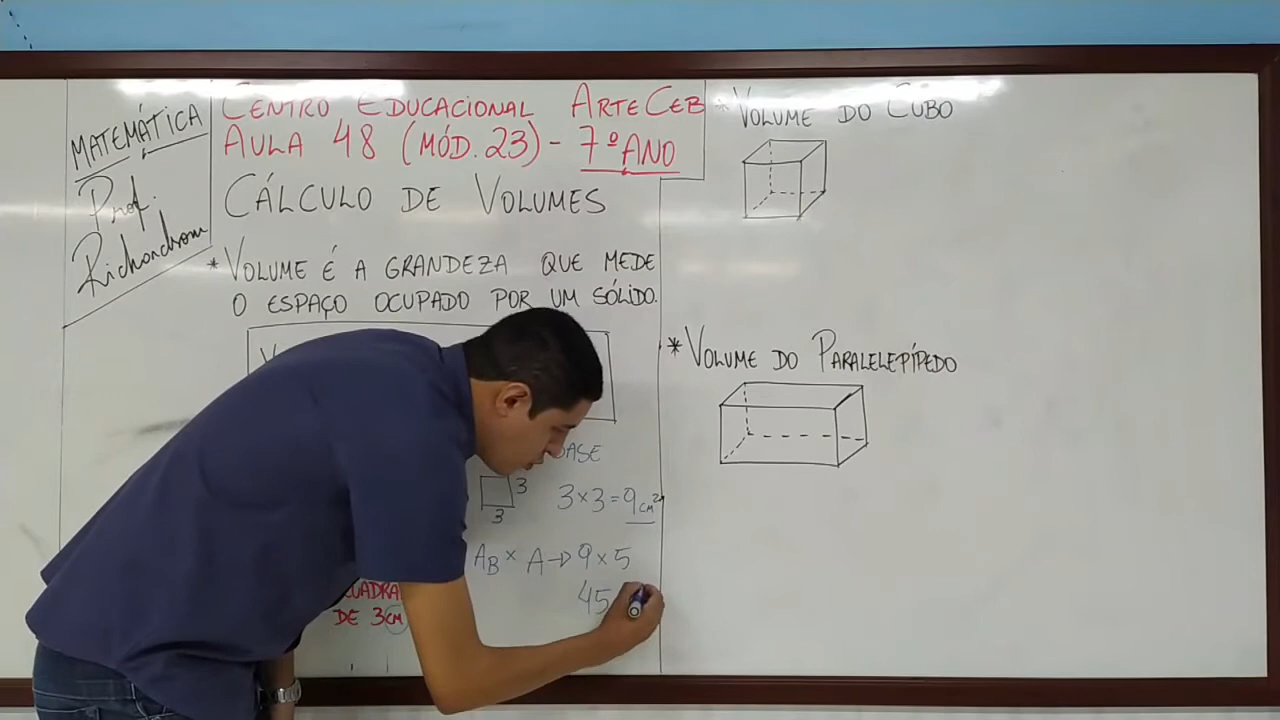 MATEMÁTICA
Prof.
Richardson
CENTRO EDUCACIONAL ARTECEB
AULA 48 (MÓD. 23) - 7º ANO
CÁLCULO DE VOLUMES
* VOLUME É A GRANDEZA QUE MEDE
O ESPAÇO OCUPADO POR UM SÓLIDO.
3
3
3×3=9cm²
AB × A → 9×5
45
DE 3CM
* VOLUME DO CUBO
* VOLUME DO PARALELEPÍPEDO